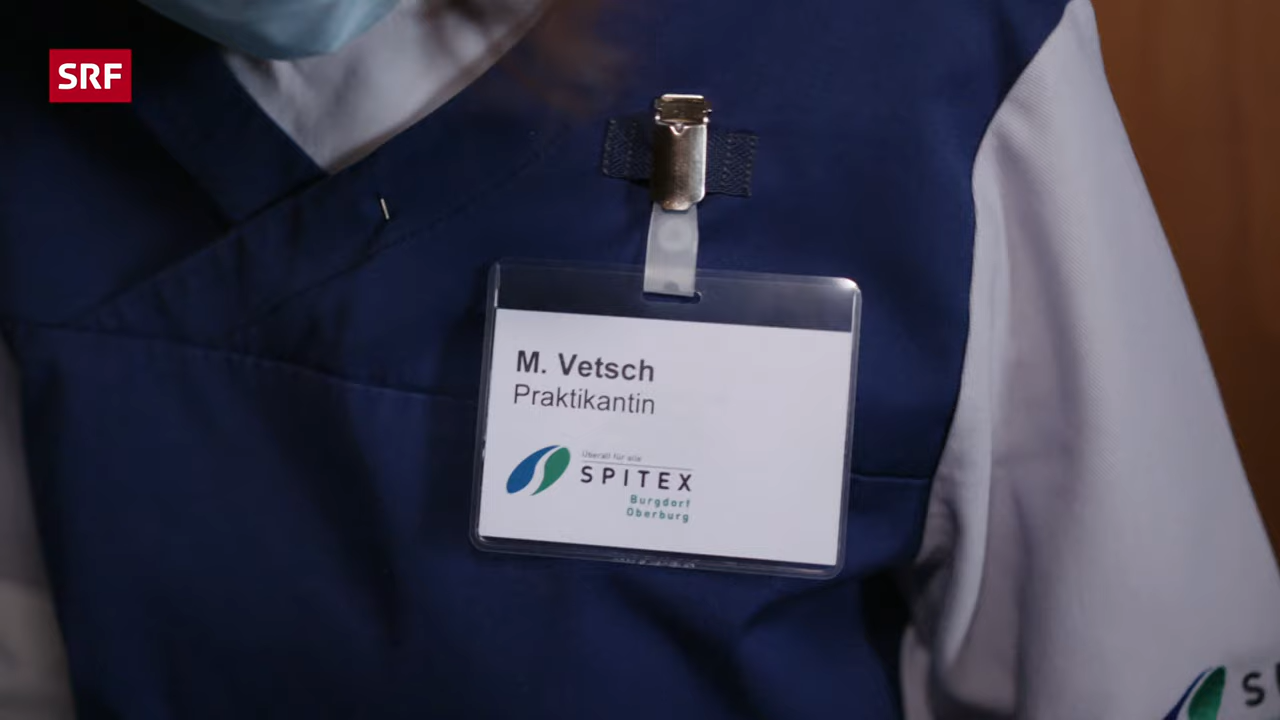 SRF
M. Vetsch
Praktikantin
Überall für alle
SPITEX
Burgdorf
Oberburg
S